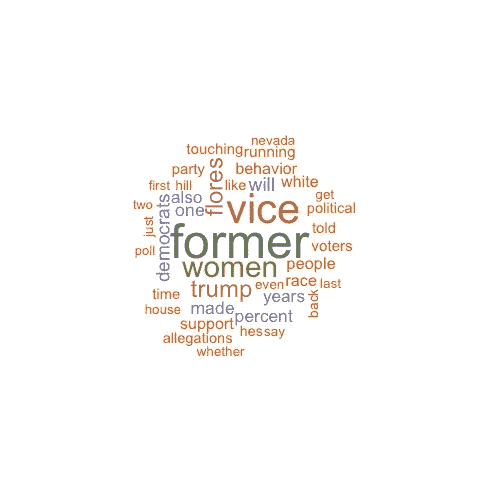 nevada
touching running
party behavior
first hill flores like will white
two democrats also get
just one vice political
former told
poll voters
women people
trump even race last
time years back
house made
support percent
hes say
allegations
whether